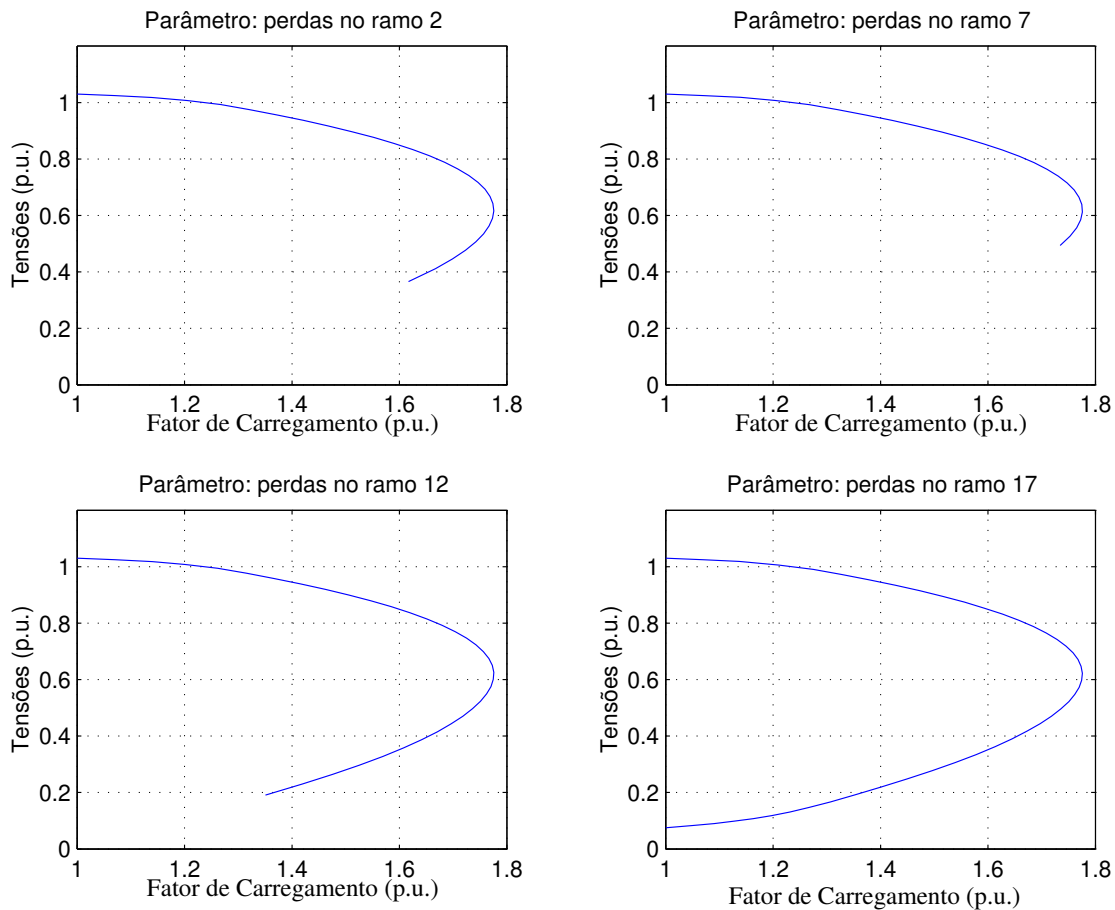 Parâmetro: perdas no ramo 2
Tensões (p.u.)
1
0.8
0.6
0.4
0.2
0
1 1.2 1.4 1.6 1.8
Fator de Carregamento (p.u.)
Parâmetro: perdas no ramo 7
Tensões (p.u.)
1
0.8
0.6
0.4
0.2
0
1 1.2 1.4 1.6 1.8
Fator de Carregamento (p.u.)
Parâmetro: perdas no ramo 12
Tensões (p.u.)
1
0.8
0.6
0.4
0.2
0
1 1.2 1.4 1.6 1.8
Fator de Carregamento (p.u.)
Parâmetro: perdas no ramo 17
Tensões (p.u.)
1
0.8
0.6
0.4
0.2
0
1 1.2 1.4 1.6 1.8
Fator de Carregamento (p.u.)